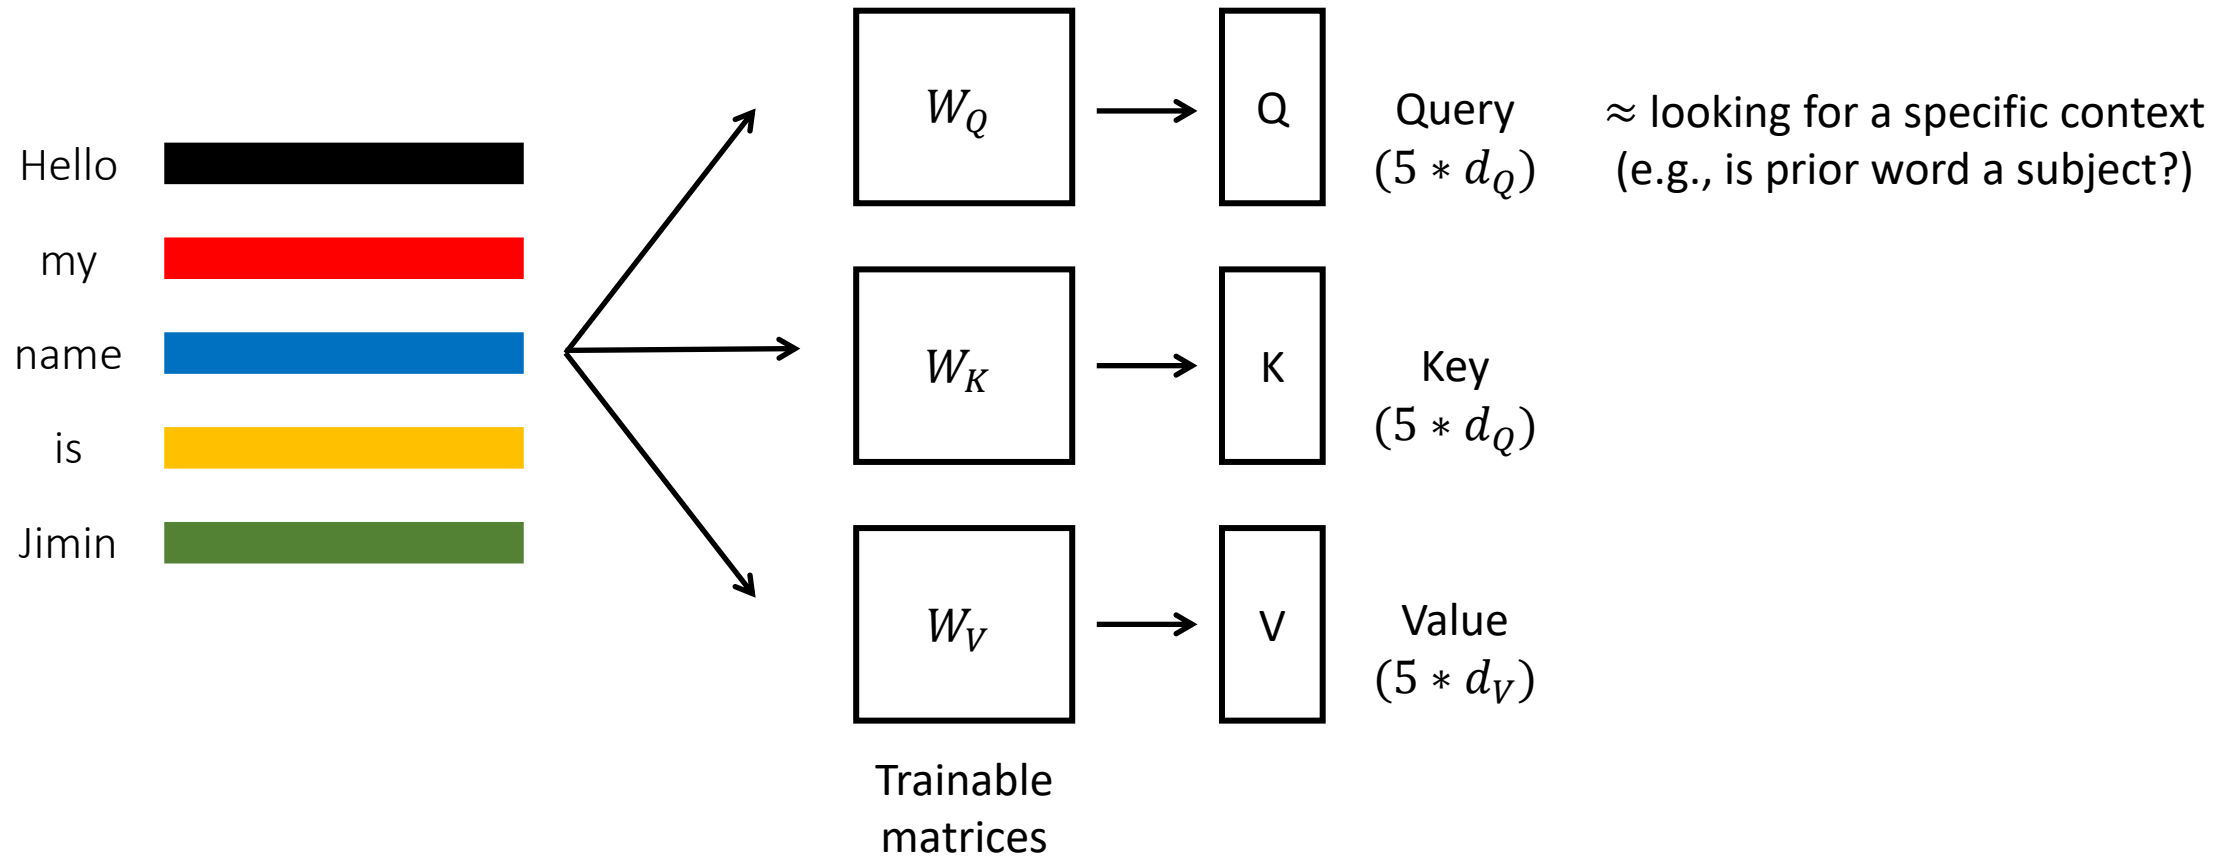 Hello
my
name
is
Jimin
W_Q
Q
Query
(5 * d_Q)
≈ looking for a specific context
(e.g., is prior word a subject?)
W_K
K
Key
(5 * d_Q)
W_V
V
Value
(5 * d_V)
Trainable
matrices